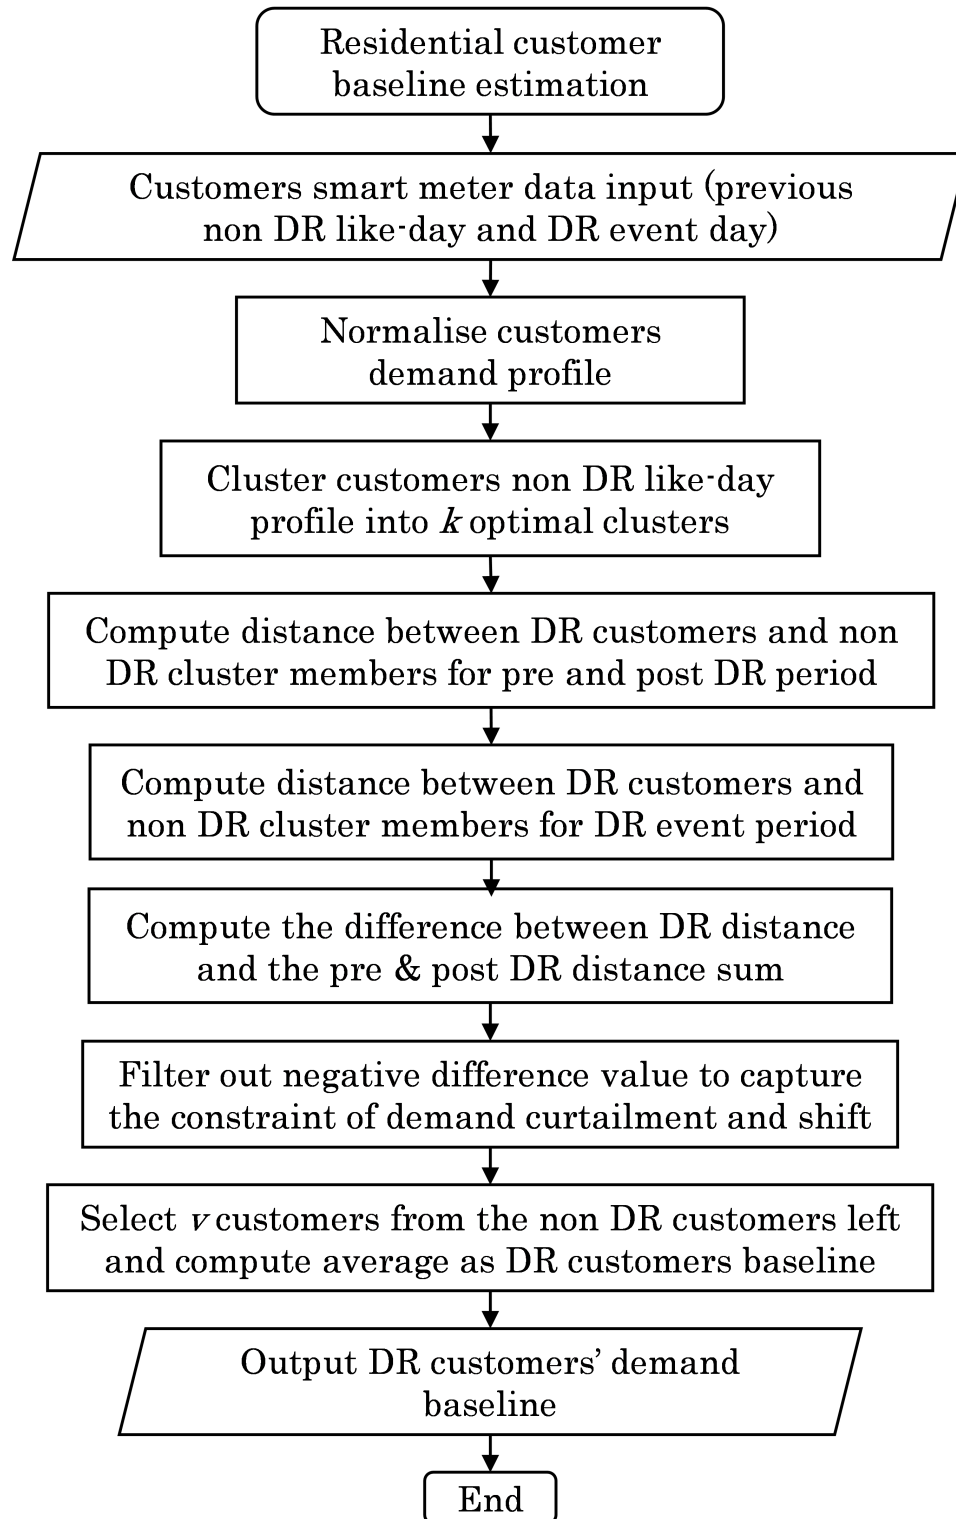 Residential customer
baseline estimation
Customers smart meter data input (previous
non DR like-day and DR event day)
Normalise customers
demand profile
Cluster customers non DR like-day
profile into k optimal clusters
Compute distance between DR customers and non
DR cluster members for pre and post DR period
Compute distance between DR customers and
non DR cluster members for DR event period
Compute the difference between DR distance
and the pre & post DR distance sum
Filter out negative difference value to capture
the constraint of demand curtailment and shift
Select v customers from the non DR customers left
and compute average as DR customers baseline
Output DR customers’ demand
baseline
End